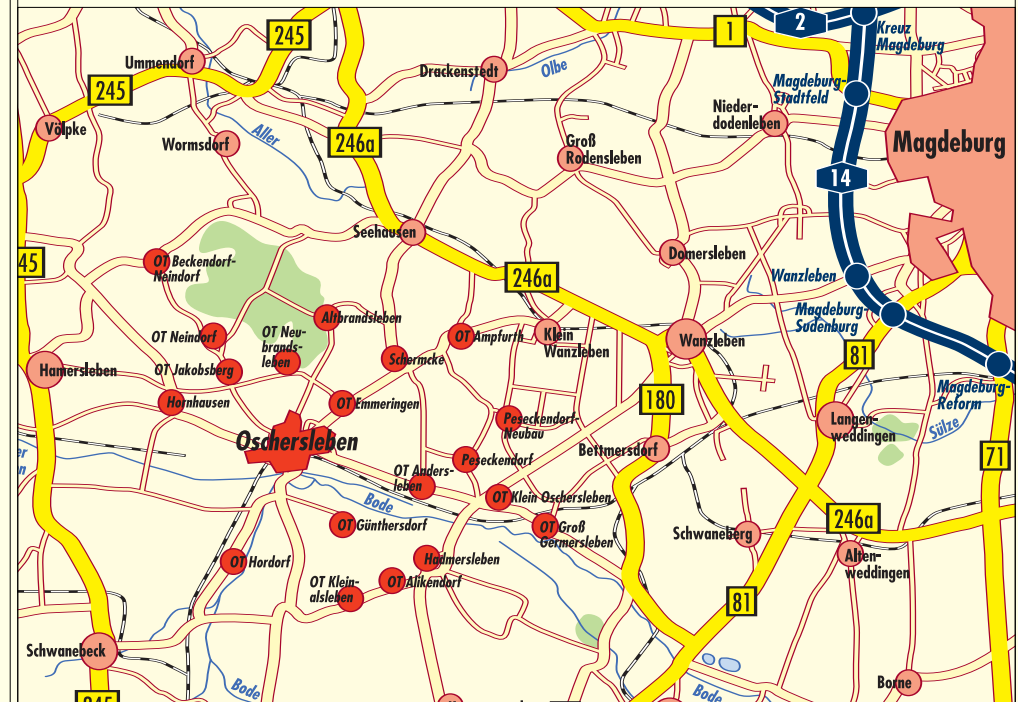 2
Kreuz
Magdeburg
1
245
Ummendorf
Drackenstedt
Olbe
245
Magdeburg-
Stadtfeld
Völpke
Nieder-
dodenleben
Aller
Wormsdorf
246a
Groß
Rodensleben
Magdeburg
14
Seehausen
OT Beckendorf-
Neindorf
45
Domersleben
246a
Wanzleben
Magdeburg-
Sudenburg
Altbrandsleben
OT Neindorf
OT Neu-
brands-
leben
OT Ampfurth
Klein
Wanzleben
Wanzleben
Schermcke
81
Hamersleben
OT Jakobsberg
Magdeburg-
Reform
Hornhausen
OT Emmeringen
180
Peseckendorf-
Neubau
Langen-
weddingen
Sülze
Oschersleben
Bettmersdorf
71
er
n
Peseckendorf
OT Anders-
leben
Bode
OT Klein Oschersleben
246a
OT Günthersdorf
OT Groß
Germersleben
Schwaneberg
OT Hordorf
Hadmersleben
Alten-
weddingen
OT Klein-
alsleben
OT Alikendorf
81
Schwanebeck
Bode
Bode
Borne
245